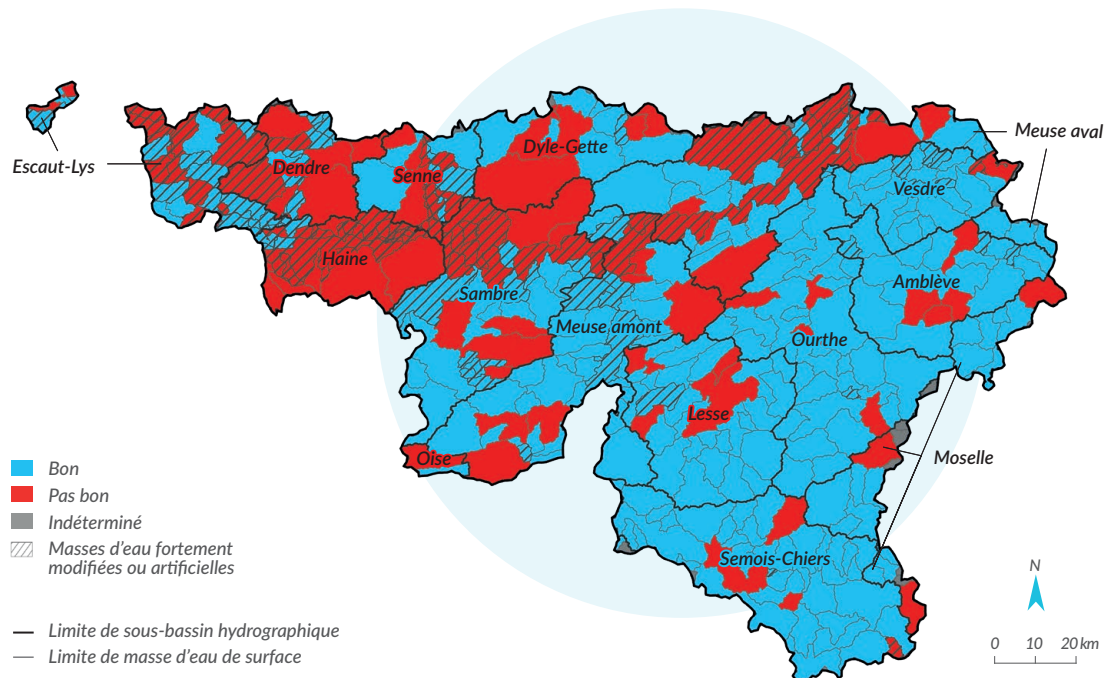 Escaut-Lys
Dendre
Senne
Dyle-Gette
Meuse aval
Vesdre
Haine
Sambre
Meuse amont
Amblève
Ourthe
Lesse
Oise
Moselle
Semois-Chiers
Bon
Pas bon
Indéterminé
Masses d'eau fortement
modifiées ou artificielles
Limite de sous-bassin hydrographique
Limite de masse d'eau de surface
N
0 10 20 km